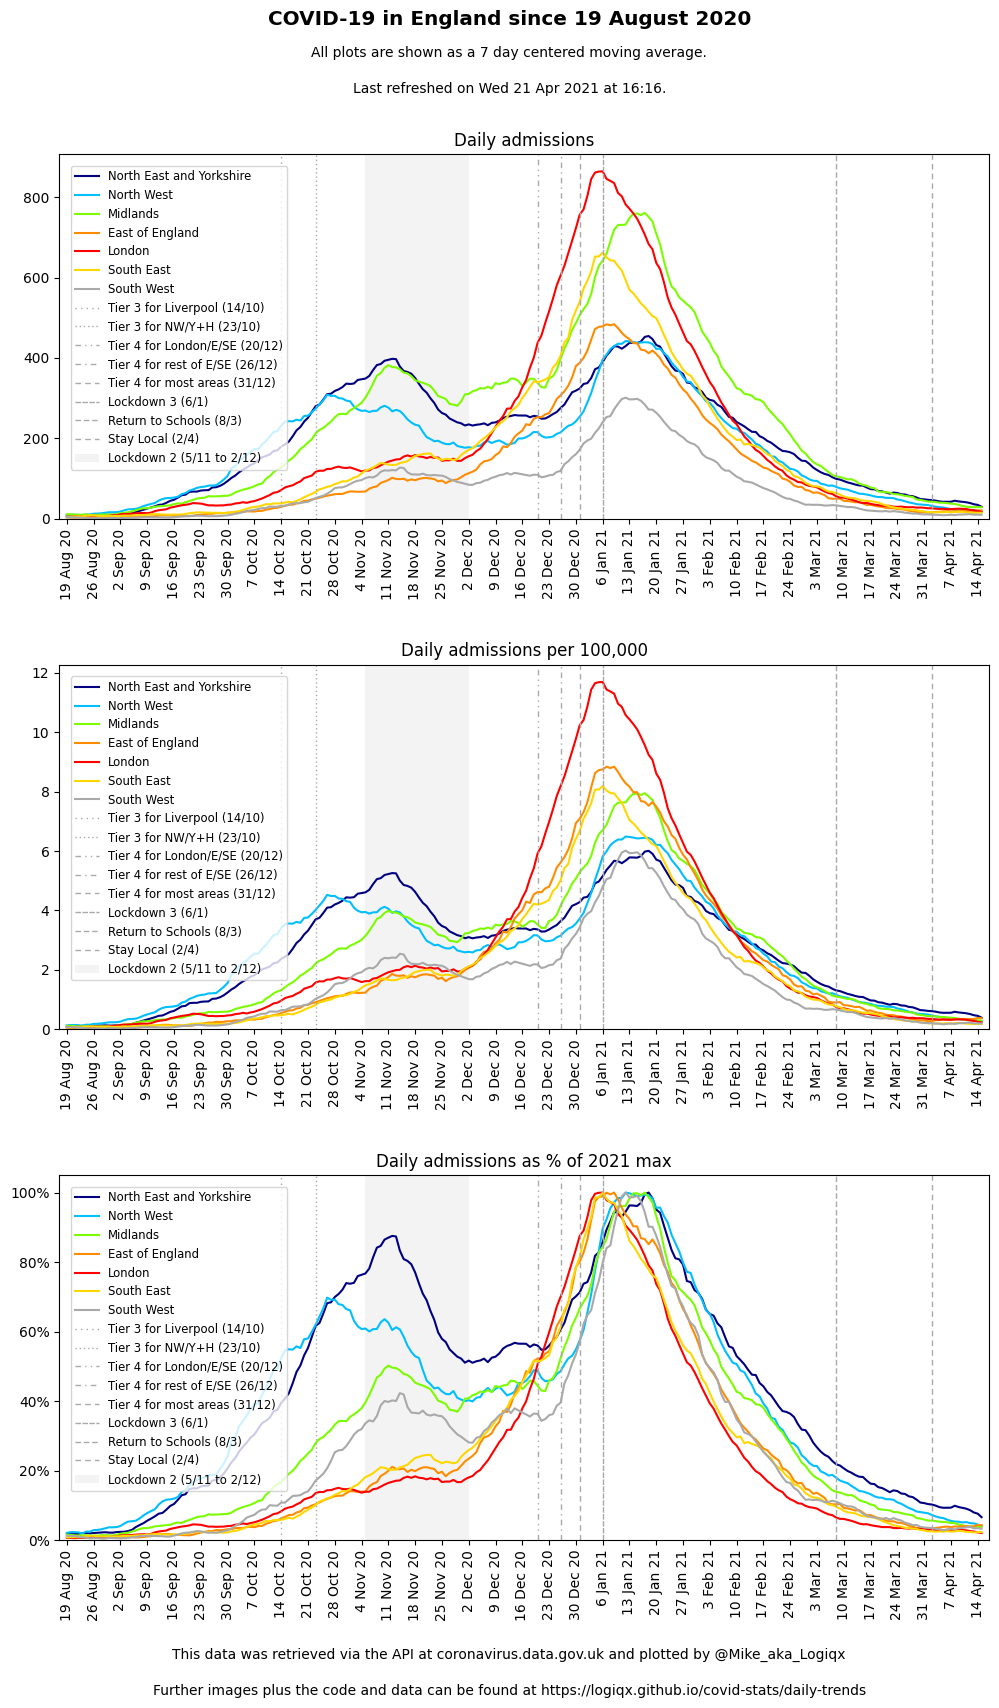 COVID-19 in England since 19 August 2020
All plots are shown as a 7 day centered moving average.
Last refreshed on Wed 21 Apr 2021 at 16:16.
Daily admissions
800
600
400
200
0
North East and Yorkshire
North West
Midlands
East of England
London
South East
South West
Tier 3 for Liverpool (14/10)
Tier 3 for NW/Y+H (23/10)
Tier 4 for London/E/SE (20/12)
Tier 4 for rest of E/SE (26/12)
Tier 4 for most areas (31/12)
Lockdown 3 (6/1)
Return to Schools (8/3)
Stay Local (2/4)
Lockdown 2 (5/11 to 2/12)
19 Aug 20
26 Aug 20
2 Sep 20
9 Sep 20
16 Sep 20
23 Sep 20
30 Sep 20
7 Oct 20
14 Oct 20
21 Oct 20
28 Oct 20
4 Nov 20
11 Nov 20
18 Nov 20
25 Nov 20
2 Dec 20
9 Dec 20
16 Dec 20
23 Dec 20
30 Dec 20
6 Jan 21
13 Jan 21
20 Jan 21
27 Jan 21
3 Feb 21
10 Feb 21
17 Feb 21
24 Feb 21
3 Mar 21
10 Mar 21
17 Mar 21
24 Mar 21
31 Mar 21
7 Apr 21
14 Apr 21
Daily admissions per 100,000
12
10
8
6
4
2
0
North East and Yorkshire
North West
Midlands
East of England
London
South East
South West
Tier 3 for Liverpool (14/10)
Tier 3 for NW/Y+H (23/10)
Tier 4 for London/E/SE (20/12)
Tier 4 for rest of E/SE (26/12)
Tier 4 for most areas (31/12)
Lockdown 3 (6/1)
Return to Schools (8/3)
Stay Local (2/4)
Lockdown 2 (5/11 to 2/12)
19 Aug 20
26 Aug 20
2 Sep 20
9 Sep 20
16 Sep 20
23 Sep 20
30 Sep 20
7 Oct 20
14 Oct 20
21 Oct 20
28 Oct 20
4 Nov 20
11 Nov 20
18 Nov 20
25 Nov 20
2 Dec 20
9 Dec 20
16 Dec 20
23 Dec 20
30 Dec 20
6 Jan 21
13 Jan 21
20 Jan 21
27 Jan 21
3 Feb 21
10 Feb 21
17 Feb 21
24 Feb 21
3 Mar 21
10 Mar 21
17 Mar 21
24 Mar 21
31 Mar 21
7 Apr 21
14 Apr 21
Daily admissions as % of 2021 max
100%
80%
60%
40%
20%
0%
North East and Yorkshire
North West
Midlands
East of England
London
South East
South West
Tier 3 for Liverpool (14/10)
Tier 3 for NW/Y+H (23/10)
Tier 4 for London/E/SE (20/12)
Tier 4 for rest of E/SE (26/12)
Tier 4 for most areas (31/12)
Lockdown 3 (6/1)
Return to Schools (8/3)
Stay Local (2/4)
Lockdown 2 (5/11 to 2/12)
19 Aug 20
26 Aug 20
2 Sep 20
9 Sep 20
16 Sep 20
23 Sep 20
30 Sep 20
7 Oct 20
14 Oct 20
21 Oct 20
28 Oct 20
4 Nov 20
11 Nov 20
18 Nov 20
25 Nov 20
2 Dec 20
9 Dec 20
16 Dec 20
23 Dec 20
30 Dec 20
6 Jan 21
13 Jan 21
20 Jan 21
27 Jan 21
3 Feb 21
10 Feb 21
17 Feb 21
24 Feb 21
3 Mar 21
10 Mar 21
17 Mar 21
24 Mar 21
31 Mar 21
7 Apr 21
14 Apr 21
This data was retrieved via the API at coronavirus.data.gov.uk and plotted by @Mike_aka_Logiqx
Further images plus the code and data can be found at https://logiqx.github.io/covid-stats/daily-trends